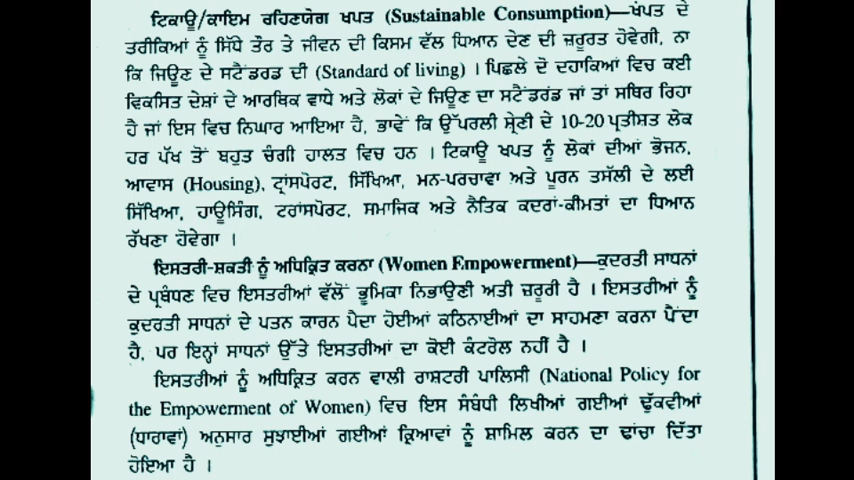 ਟਿਕਾਊ/ਕਾਇਮ ਰਹਿਣਯੋਗ ਖਪਤ (Sustainable Consumption)—ਖੱਪਤ ਦੇ
ਤਰੀਕਿਆਂ ਨੂੰ ਸਿੱਧੇ ਤੌਰ ਤੇ ਜੀਵਨ ਦੀ ਕਿਸਮ ਵੱਲ ਧਿਆਨ ਦੇਣ ਦੀ ਜ਼ਰੂਰਤ ਹੋਵੇਗੀ, ਨਾ
ਕਿ ਜਿਊਣ ਦੇ ਸਟੈਂਡਰਡ ਦੀ (Standard of living) । ਪਿਛਲੇ ਦੋ ਦਹਾਕਿਆਂ ਵਿਚ ਕਈ
ਵਿਕਸਿਤ ਦੇਸ਼ਾਂ ਦੇ ਆਰਥਿਕ ਵਾਧੇ ਅਤੇ ਲੋਕਾਂ ਦੇ ਜਿਊਣ ਦਾ ਸਟੈਂਡਰਡ ਜਾਂ ਤਾਂ ਸਥਿਰ ਰਿਹਾ
ਹੈ ਜਾਂ ਇਸ ਵਿਚ ਨਿਘਾਰ ਆਇਆ ਹੈ, ਭਾਵੇਂ ਕਿ ਉੱਪਰਲੀ ਸ਼੍ਰੇਣੀ ਦੇ 10-20 ਪ੍ਰਤੀਸ਼ਤ ਲੋਕ
ਹਰ ਪੱਖ ਤੋਂ ਬਹੁਤ ਚੰਗੀ ਹਾਲਤ ਵਿਚ ਹਨ । ਟਿਕਾਊ ਖਪਤ ਨੂੰ ਲੋਕਾਂ ਦੀਆਂ ਭੋਜਨ,
ਆਵਾਸ (Housing), ਟ੍ਰਾਂਸਪੋਰਟ, ਸਿੱਖਿਆ, ਮਨ-ਪਰਚਾਵਾ ਅਤੇ ਪੂਰਨ ਤਸੱਲੀ ਦੇ ਲਈ
ਸਿੱਖਿਆ, ਹਾਊਸਿੰਗ, ਟਰਾਂਸਪੋਰਟ, ਸਮਾਜਿਕ ਅਤੇ ਨੈਤਿਕ ਕਦਰਾਂ-ਕੀਮਤਾਂ ਦਾ ਧਿਆਨ
ਰੱਖਣਾ ਹੋਵੇਗਾ ।
ਇਸਤਰੀ-ਸ਼ਕਤੀ ਨੂੰ ਅਧਿਕ੍ਰਿਤ ਕਰਨਾ (Women Empowerment)—ਕੁਦਰਤੀ ਸਾਧਨਾਂ
ਦੇ ਪ੍ਰਬੰਧਣ ਵਿਚ ਇਸਤਰੀਆਂ ਵੱਲੋਂ ਭੂਮਿਕਾ ਨਿਭਾਉਣੀ ਅਤੀ ਜ਼ਰੂਰੀ ਹੈ । ਇਸਤਰੀਆਂ ਨੂੰ
ਕੁਦਰਤੀ ਸਾਧਨਾਂ ਦੇ ਪਤਨ ਕਾਰਨ ਪੈਦਾ ਹੋਈਆਂ ਕਠਿਨਾਈਆਂ ਦਾ ਸਾਹਮਣਾ ਕਰਨਾ ਪੈਂਦਾ
ਹੈ, ਪਰ ਇਨ੍ਹਾਂ ਸਾਧਨਾਂ ਉੱਤੇ ਇਸਤਰੀਆਂ ਦਾ ਕੋਈ ਕੰਟਰੋਲ ਨਹੀਂ ਹੈ ।
ਇਸਤਰੀਆਂ ਨੂੰ ਅਧਿਕ੍ਰਿਤ ਕਰਨ ਵਾਲੀ ਰਾਸ਼ਟਰੀ ਪਾਲਿਸੀ (National Policy for
the Empowerment of Women) ਵਿਚ ਇਸ ਸੰਬੰਧੀ ਲਿਖੀਆਂ ਗਈਆਂ ਢੁੱਕਵੀਆਂ
(ਧਾਰਾਵਾਂ) ਅਨੁਸਾਰ ਸੁਝਾਈਆਂ ਗਈਆਂ ਕ੍ਰਿਆਵਾਂ ਨੂੰ ਸ਼ਾਮਿਲ ਕਰਨ ਦਾ ਢਾਂਚਾ ਦਿੱਤਾ
ਹੋਇਆ ਹੈ ।